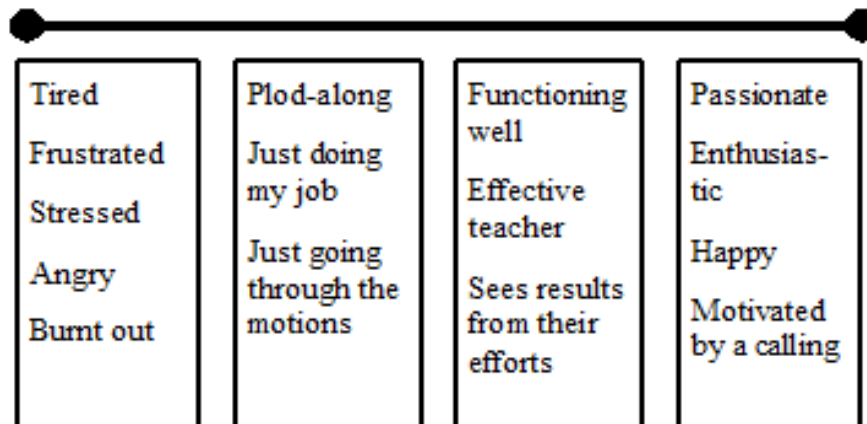 Tired
Frustrated
Stressed
Angry
Burnt out
Plod-along
Just doing
my job
Just going
through the
motions
Functioning
well
Effective
teacher
Sees results
from their
efforts
Passionate
Enthusias-
tic
Happy
Motivated
by a calling